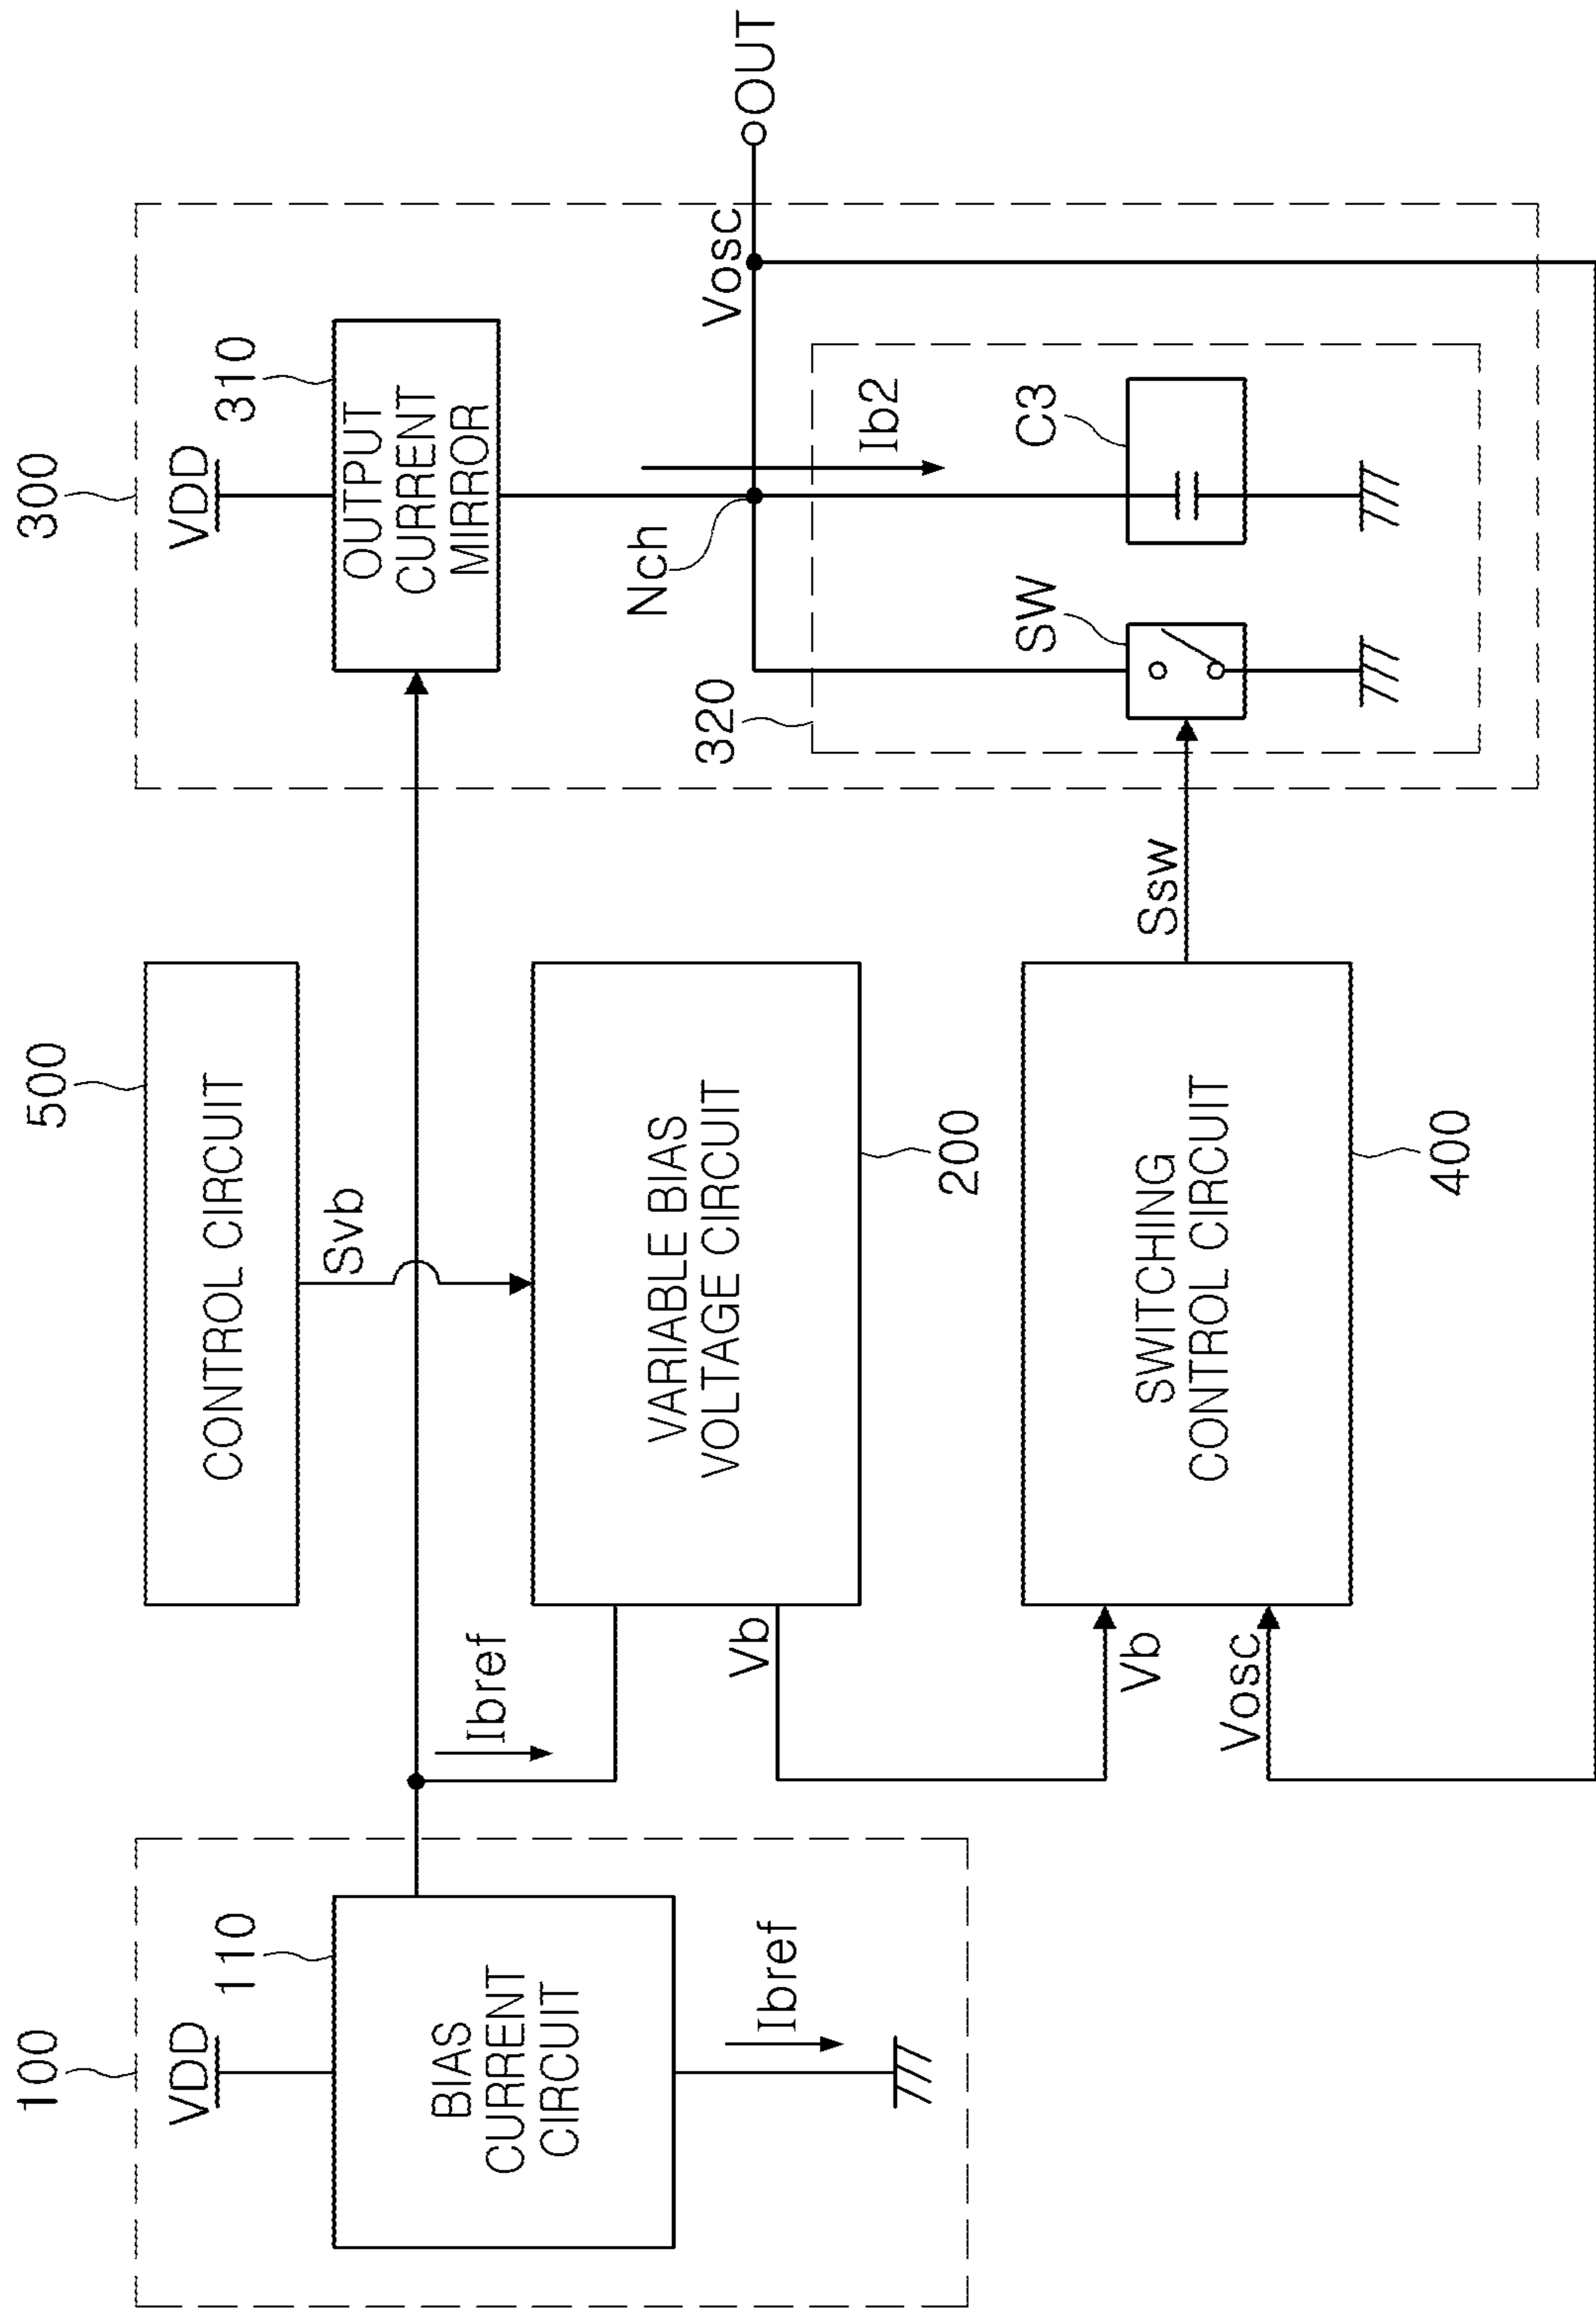 100
VDD
110
BIAS
CURRENT
CIRCUIT
Ibref
Ibref
500
CONTROL CIRCUIT
Svb
VARIABLE BIAS
VOLTAGE CIRCUIT
200
Vb
Vb
Vosc
SWITCHING
CONTROL CIRCUIT
400
Ssw
300
VDD
310
OUTPUT
CURRENT
MIRROR
Nch
Vosc
OUT
Ib2
320
SW
C3